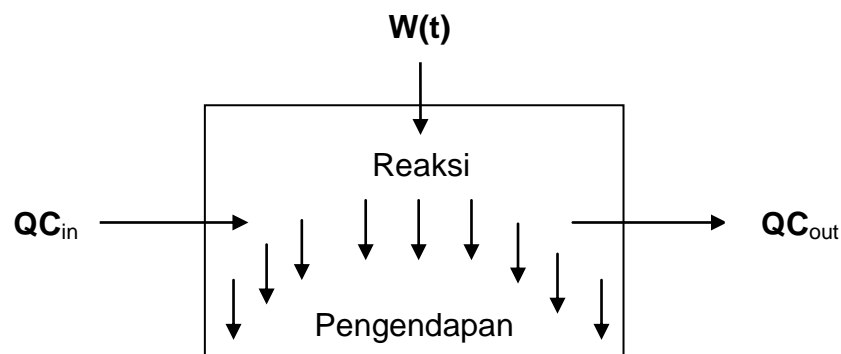 W(t)
Reaksi
QCin
QCout
Pengendapan